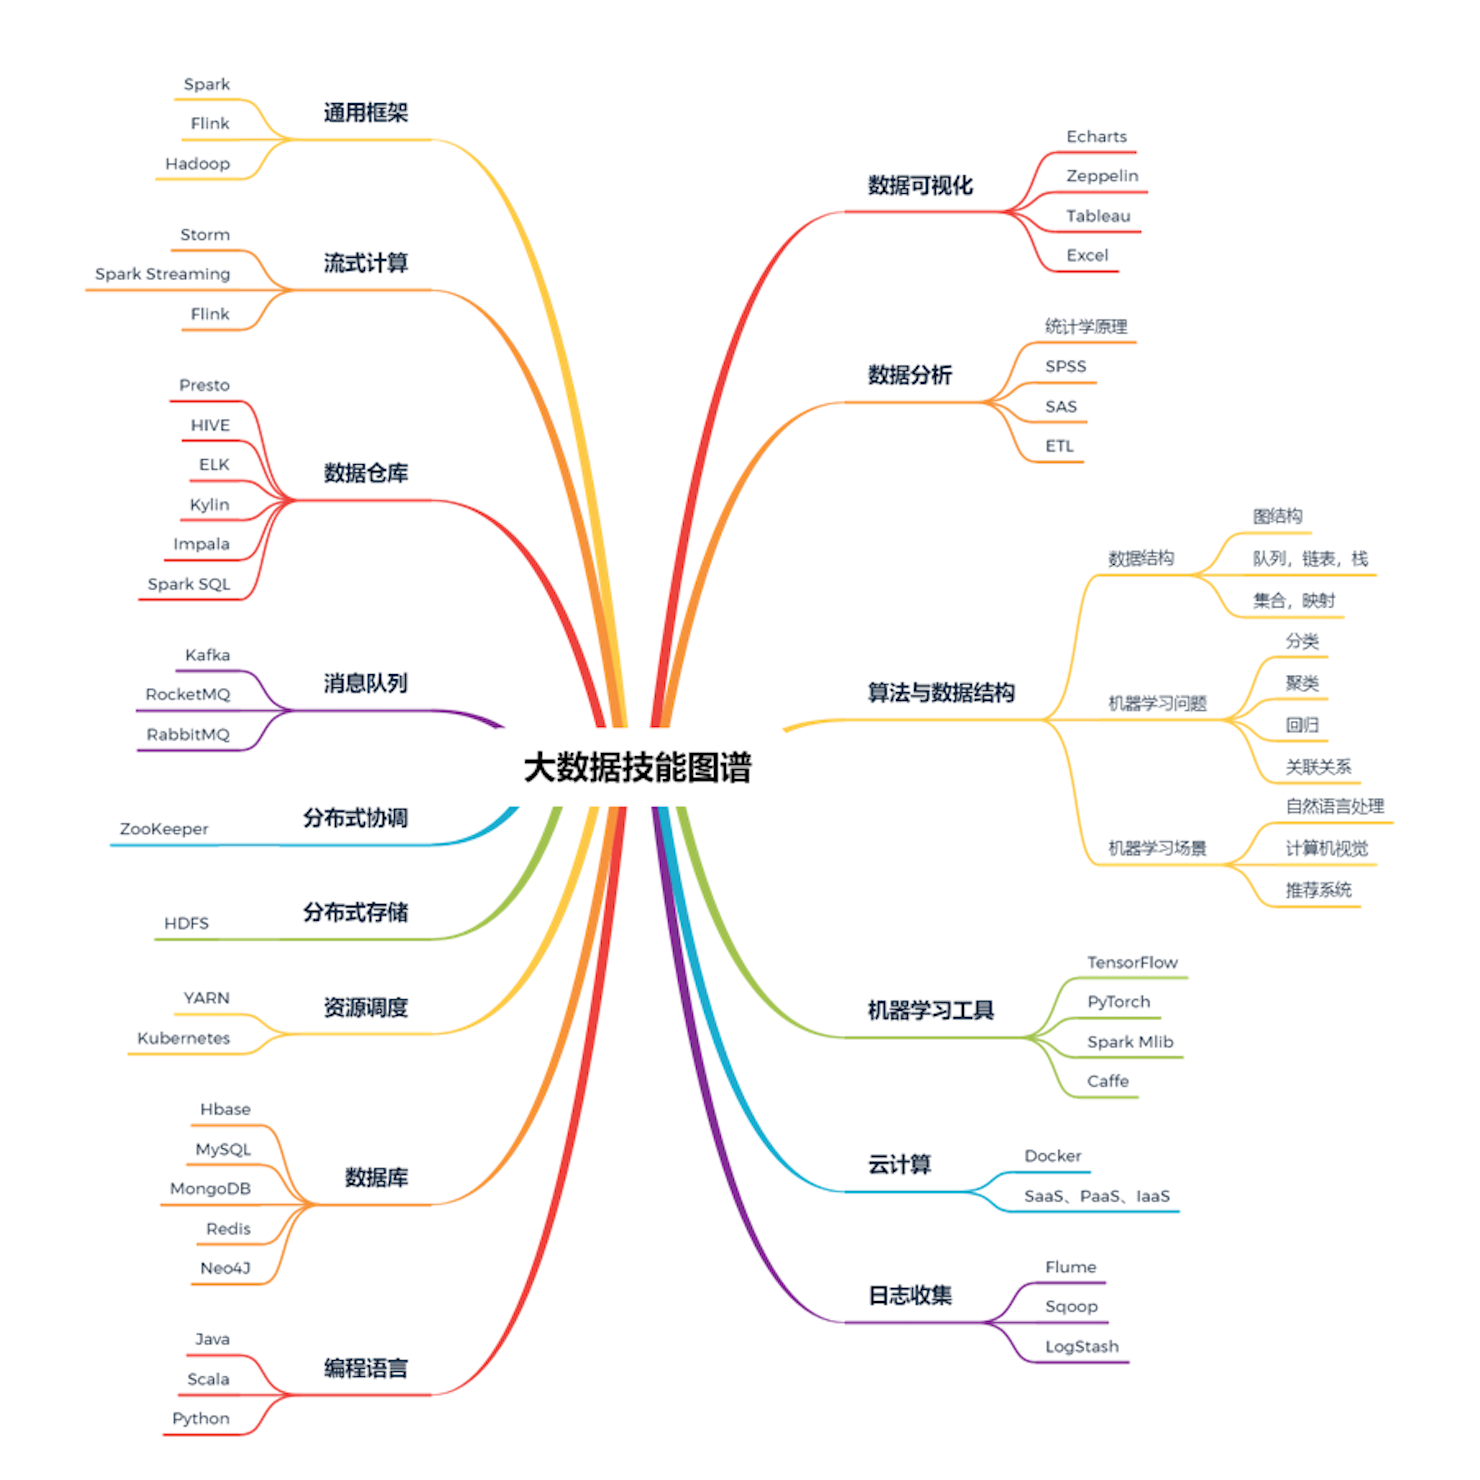 大数据技能图谱
通用框架
Spark
Flink
Hadoop
流式计算
Storm
Spark Streaming
Flink
数据仓库
Presto
HIVE
ELK
Kylin
Impala
Spark SQL
消息队列
Kafka
RocketMQ
RabbitMQ
分布式协调
ZooKeeper
分布式存储
HDFS
资源调度
YARN
Kubernetes
数据库
Hbase
MySQL
MongoDB
Redis
Neo4J
编程语言
Java
Scala
Python
数据可视化
Echarts
Zeppelin
Tableau
Excel
数据分析
统计学原理
SPSS
SAS
ETL
算法与数据结构
数据结构
图结构
队列，链表，栈
集合，映射
机器学习问题
分类
聚类
回归
关联关系
机器学习场景
自然语言处理
计算机视觉
推荐系统
机器学习工具
TensorFlow
PyTorch
Spark Mlib
Caffe
云计算
Docker
SaaS、PaaS、IaaS
日志收集
Flume
Sqoop
LogStash